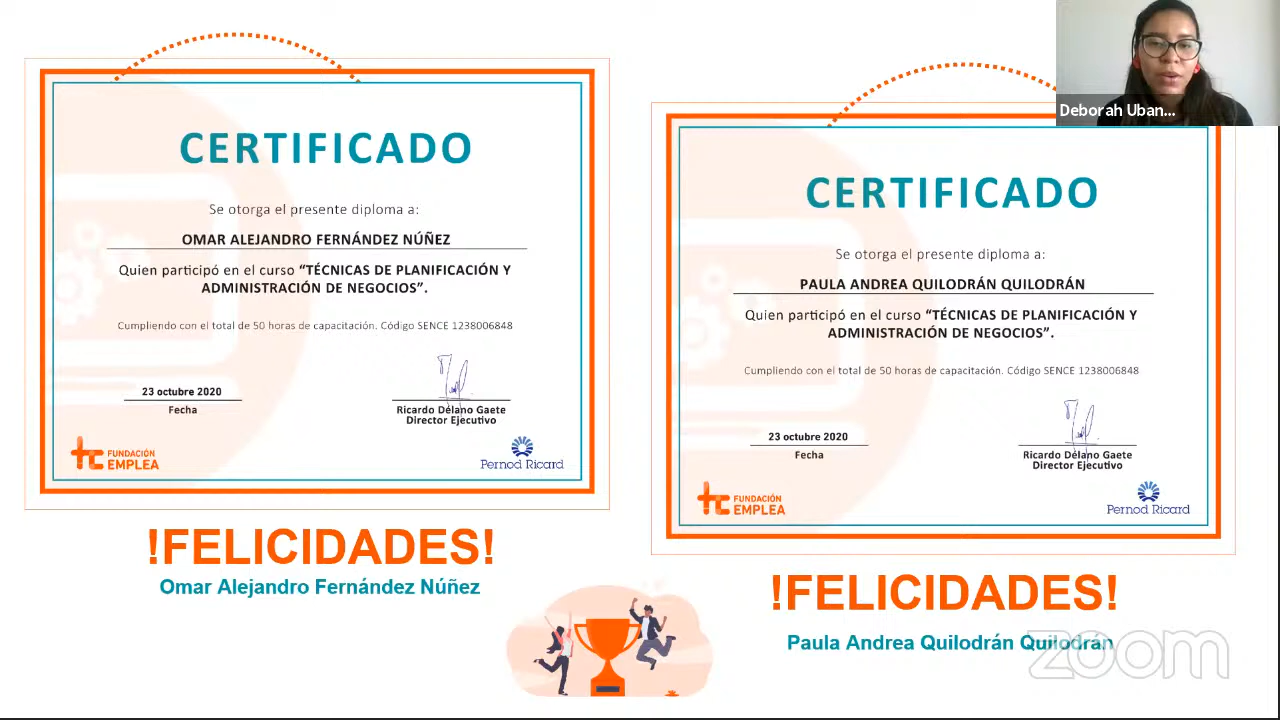 CERTIFICADO
Se otorga el presente diploma a:
OMAR ALEJANDRO FERNÁNDEZ NÚÑEZ
Quien participó en el curso “TÉCNICAS DE PLANIFICACIÓN Y
ADMINISTRACIÓN DE NEGOCIOS”.
Cumpliendo con el total de 50 horas de capacitación. Código SENCE 1238006848
23 octubre 2020
Fecha
Ricardo Délano Gaete
Director Ejecutivo
FUNDACIÓN
EMPLEA
Pernod Ricard
!FELICIDADES!
Omar Alejandro Fernández Núñez
Deborah Uban...
CERTIFICADO
Se otorga el presente diploma a:
PAULA ANDREA QUILODRÁN QUILODRÁN
Quien participó en el curso “TÉCNICAS DE PLANIFICACIÓN Y
ADMINISTRACIÓN DE NEGOCIOS”.
Cumpliendo con el total de 50 horas de capacitación. Código SENCE 1238006848
23 octubre 2020
Fecha
Ricardo Délano Gaete
Director Ejecutivo
FUNDACIÓN
EMPLEA
Pernod Ricard
!FELICIDADES!
Paula Andrea Quilodrán Quilodrán
zoom